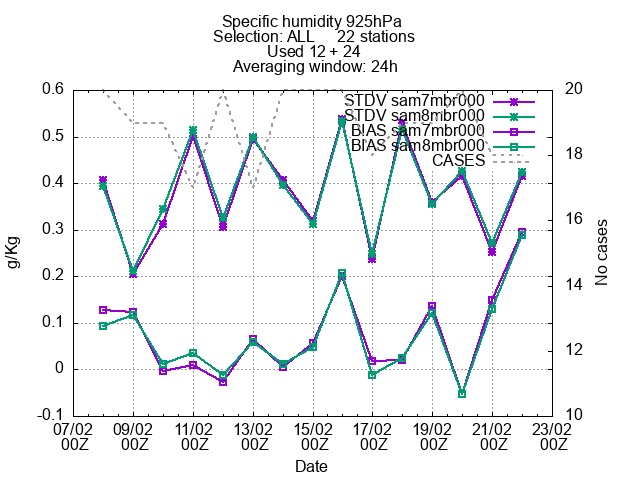 Specific humidity 925hPa
Selection: ALL 22 stations
Used 12 + 24
Averaging window: 24h
0.6
0.5
0.4
0.3
0.2
0.1
0
-0.1
g/Kg
20
18
16
14
12
10
No cases
STDV sam7mbr000
STDV sam8mbr000
BIAS sam7mbr000
BIAS sam8mbr000
CASES
07/02 09/02 11/02 13/02 15/02 17/02 19/02 21/02 23/02
00Z 00Z 00Z 00Z 00Z 00Z 00Z 00Z 00Z
Date